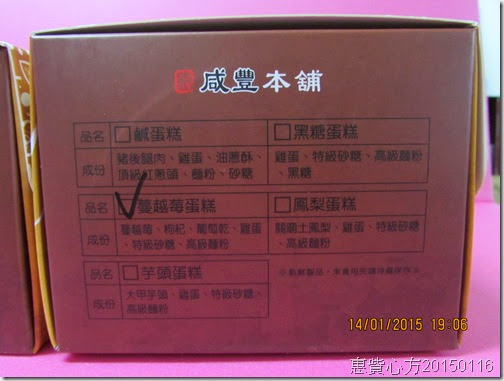 咸豐本舖
品名 □鹹蛋糕 □黑糖蛋糕
成份 豬後腿肉、雞蛋、油蔥酥、 雞蛋、特級砂糖、高級麵粉
頂級紅蔥頭、麵粉、砂糖 、黑糖
品名 □蔓越莓蛋糕 □鳳梨蛋糕
成份 蔓越莓、枸杞、葡萄乾、雞蛋 關廟土鳳梨、雞蛋、特級砂糖
、特級砂糖、高級麵粉 、高級麵粉
品名 □芋頭蛋糕
成份 大甲芋頭、雞蛋、特級砂糖、
高級麵粉
14/01/2015 19:06
惠質心方20150116